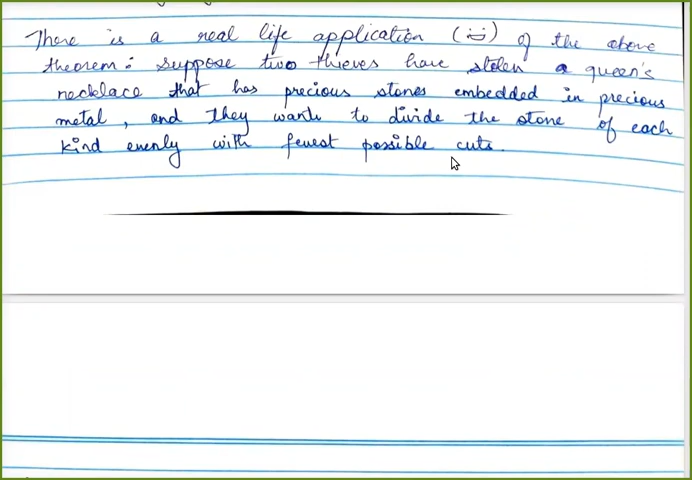 There is a real life application (ツ) of the above
theorem: Suppose two thieves have stolen a queen's
necklace that has precious stones embedded in precious
metal, and they want to divide the stone of each
kind evenly with fewest possible cuts.